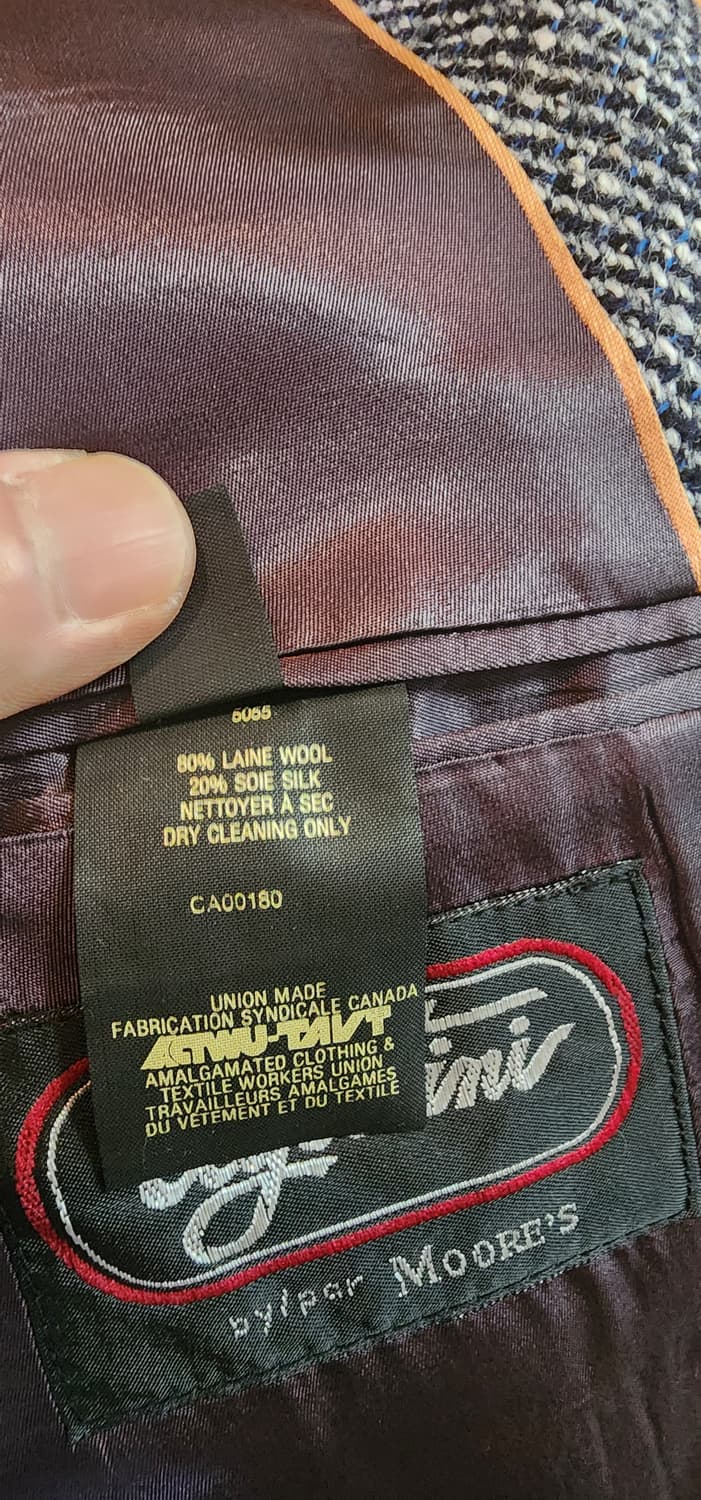 5055
80% LAINE WOOL
20% SOIE SILK
NETTOYER À SEC
DRY CLEANING ONLY
CA00180
UNION MADE
FABRICATION SYNDICALE CANADA
ACTWU-TAVT
AMALGAMATED CLOTHING &
TEXTILE WORKERS UNION
TRAVAILLEURS AMALGAMES
DU VETEMENT ET DU TEXTILE
by/par MOORE'S